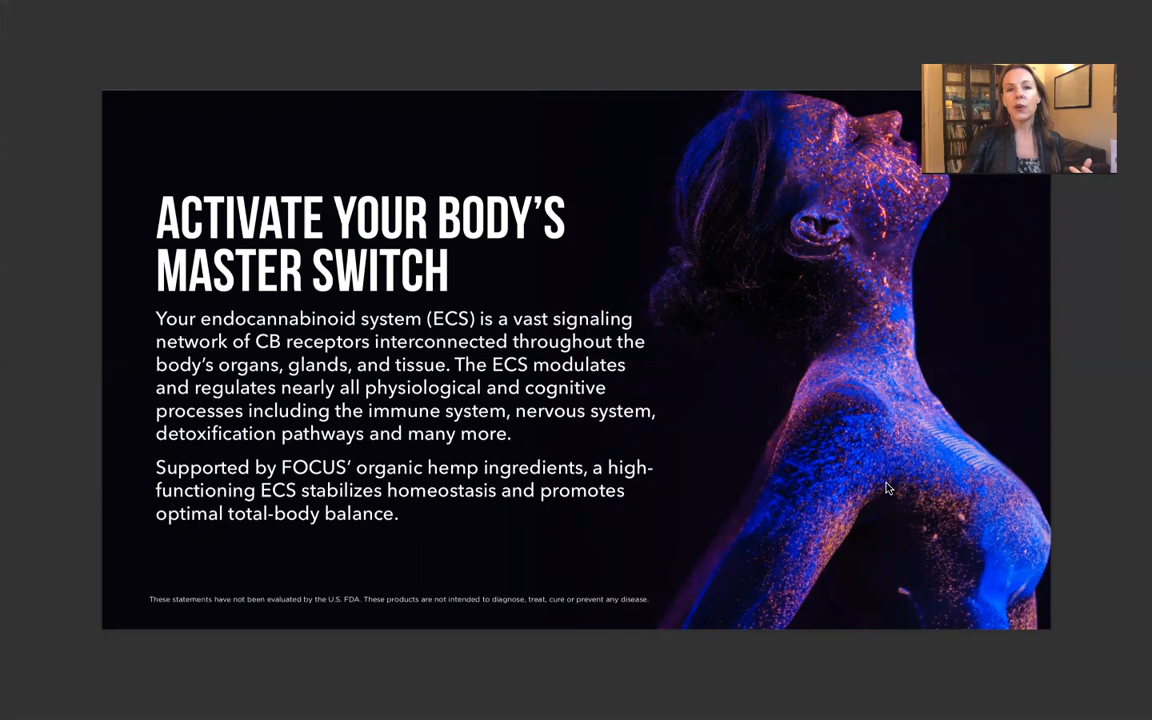 ACTIVATE YOUR BODY’S
MASTER SWITCH
Your endocannabinoid system (ECS) is a vast signaling
network of CB receptors interconnected throughout the
body’s organs, glands, and tissue. The ECS modulates
and regulates nearly all physiological and cognitive
processes including the immune system, nervous system,
detoxification pathways and many more.
Supported by FOCUS’ organic hemp ingredients, a high-
functioning ECS stabilizes homeostasis and promotes
optimal total-body balance.
These statements have not been evaluated by the U.S. FDA. These products are not intended to diagnose, treat, cure or prevent any disease.